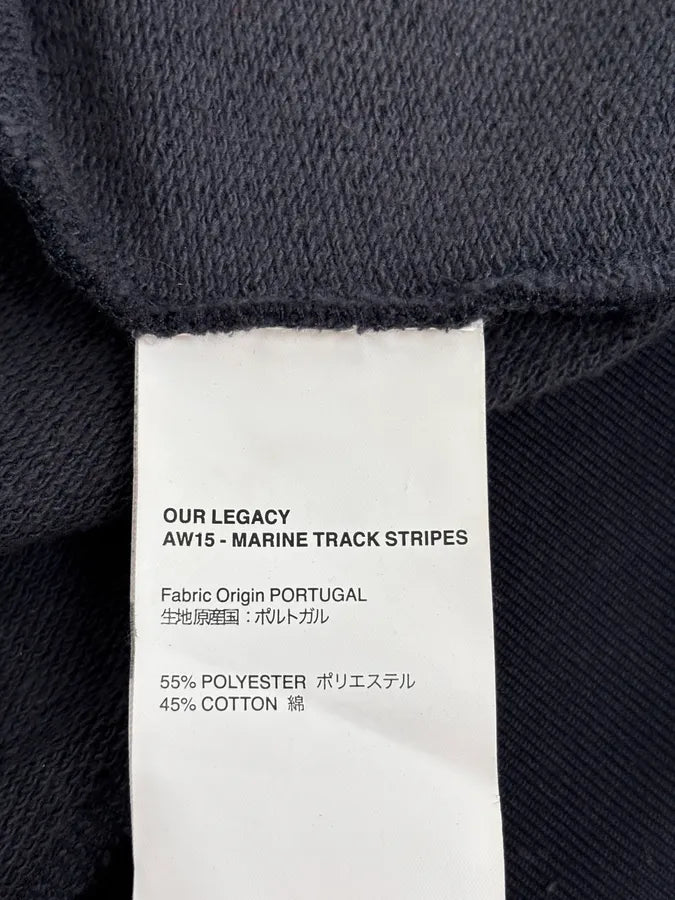 OUR LEGACY
AW15 - MARINE TRACK STRIPES
Fabric Origin PORTUGAL
生地原産国：ポルトガル
55% POLYESTER ポリエステル
45% COTTON 綿